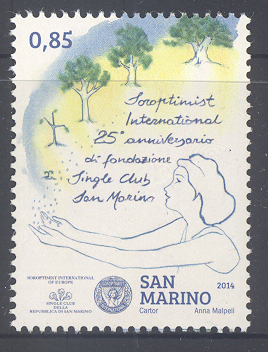 0,85
Soroptimist
International
25° anniversario
di fondazione
Single Club
San Marino
SOROPTIMIST INTERNATIONAL
OF EUROPE
SINGLE CLUB
DELLA
REPUBBLICA DI SAN MARINO
SAN
MARINO
2014
Cartor
Anna Malpeli